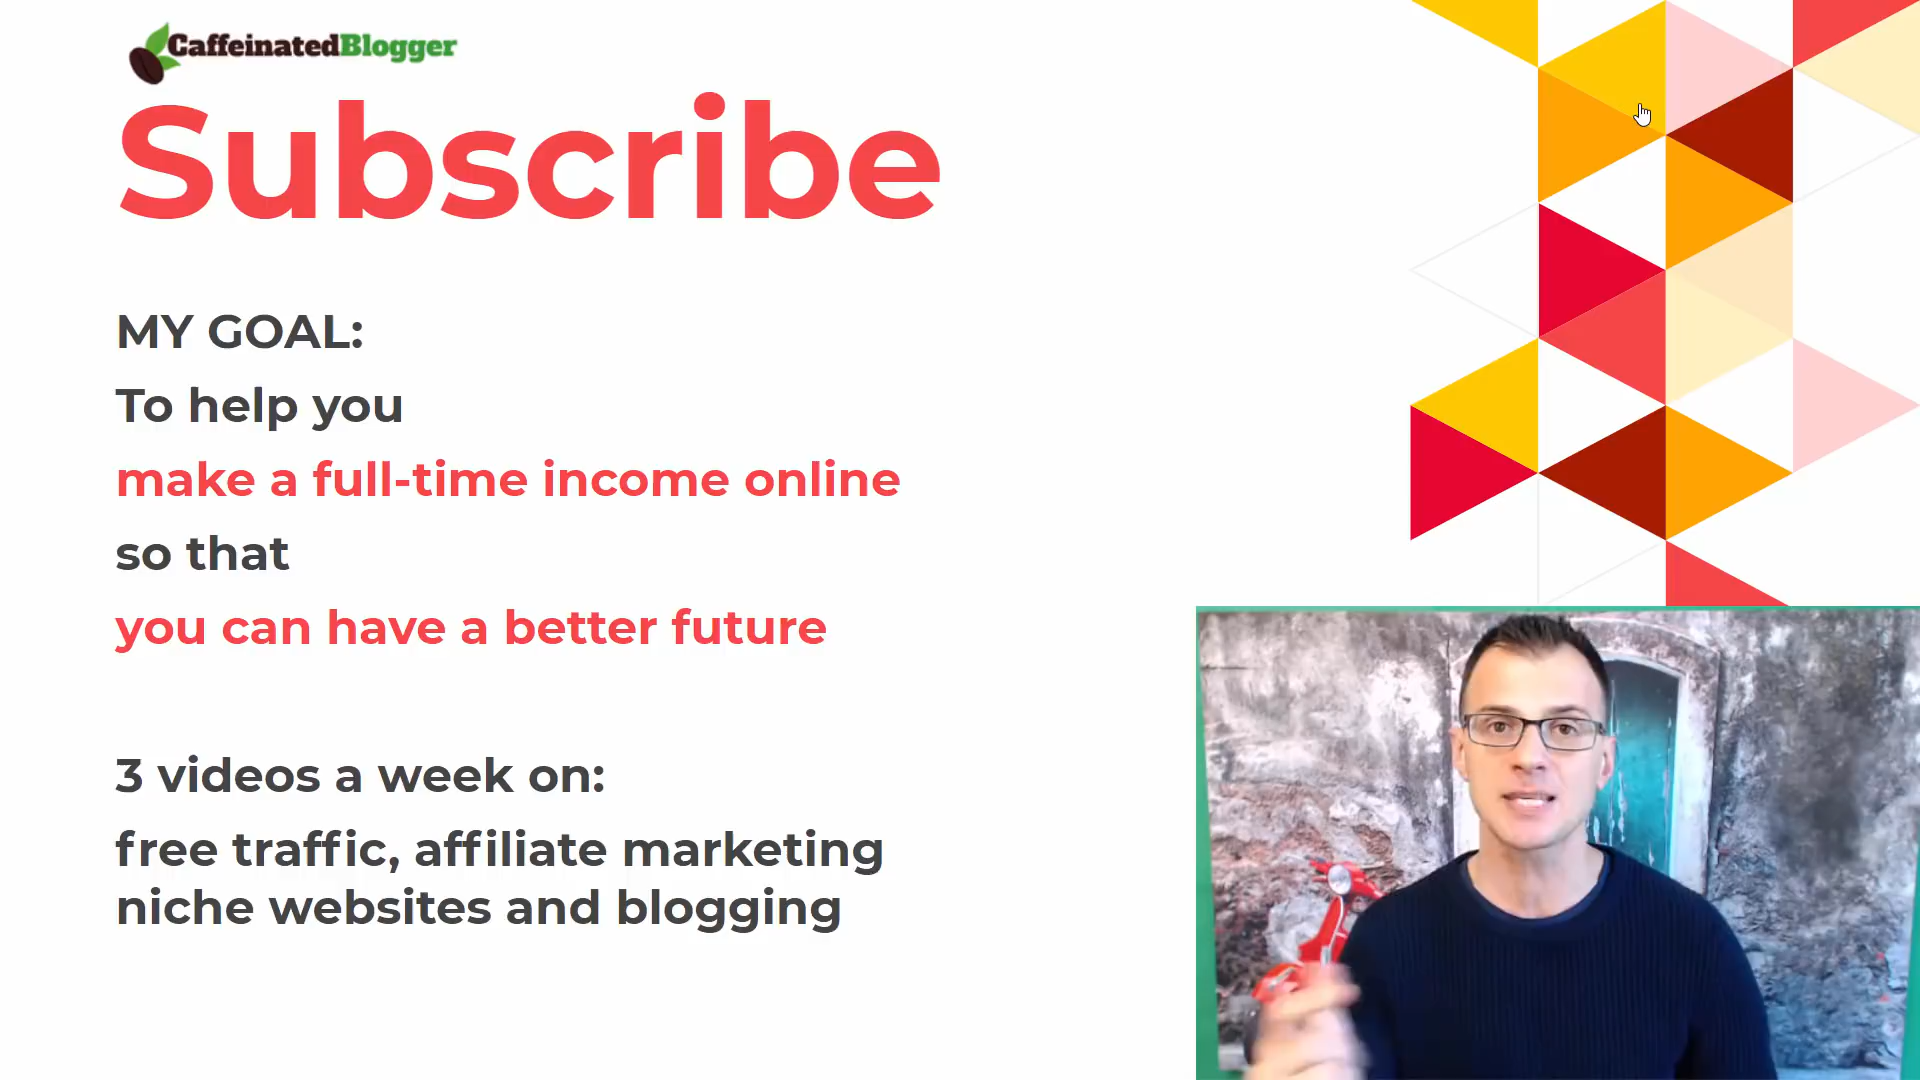 CaffeinatedBlogger
Subscribe
MY GOAL:
To help you
make a full-time income online
so that
you can have a better future
3 videos a week on:
free traffic, affiliate marketing
niche websites and blogging